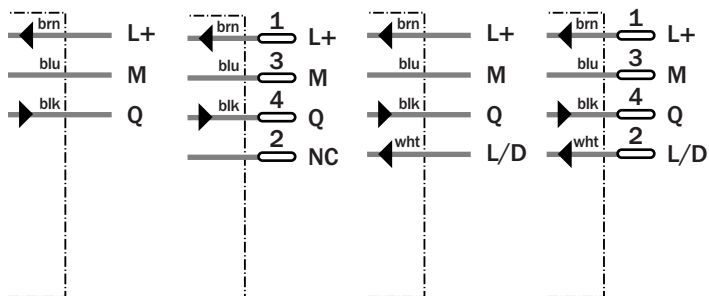 brn L+
blu M
blk Q
brn 1 L+
blu 3 M
blk 4 Q
2 NC
brn L+
blu M
blk Q
wht L/D
brn 1 L+
blu 3 M
blk 4 Q
wht 2 L/D